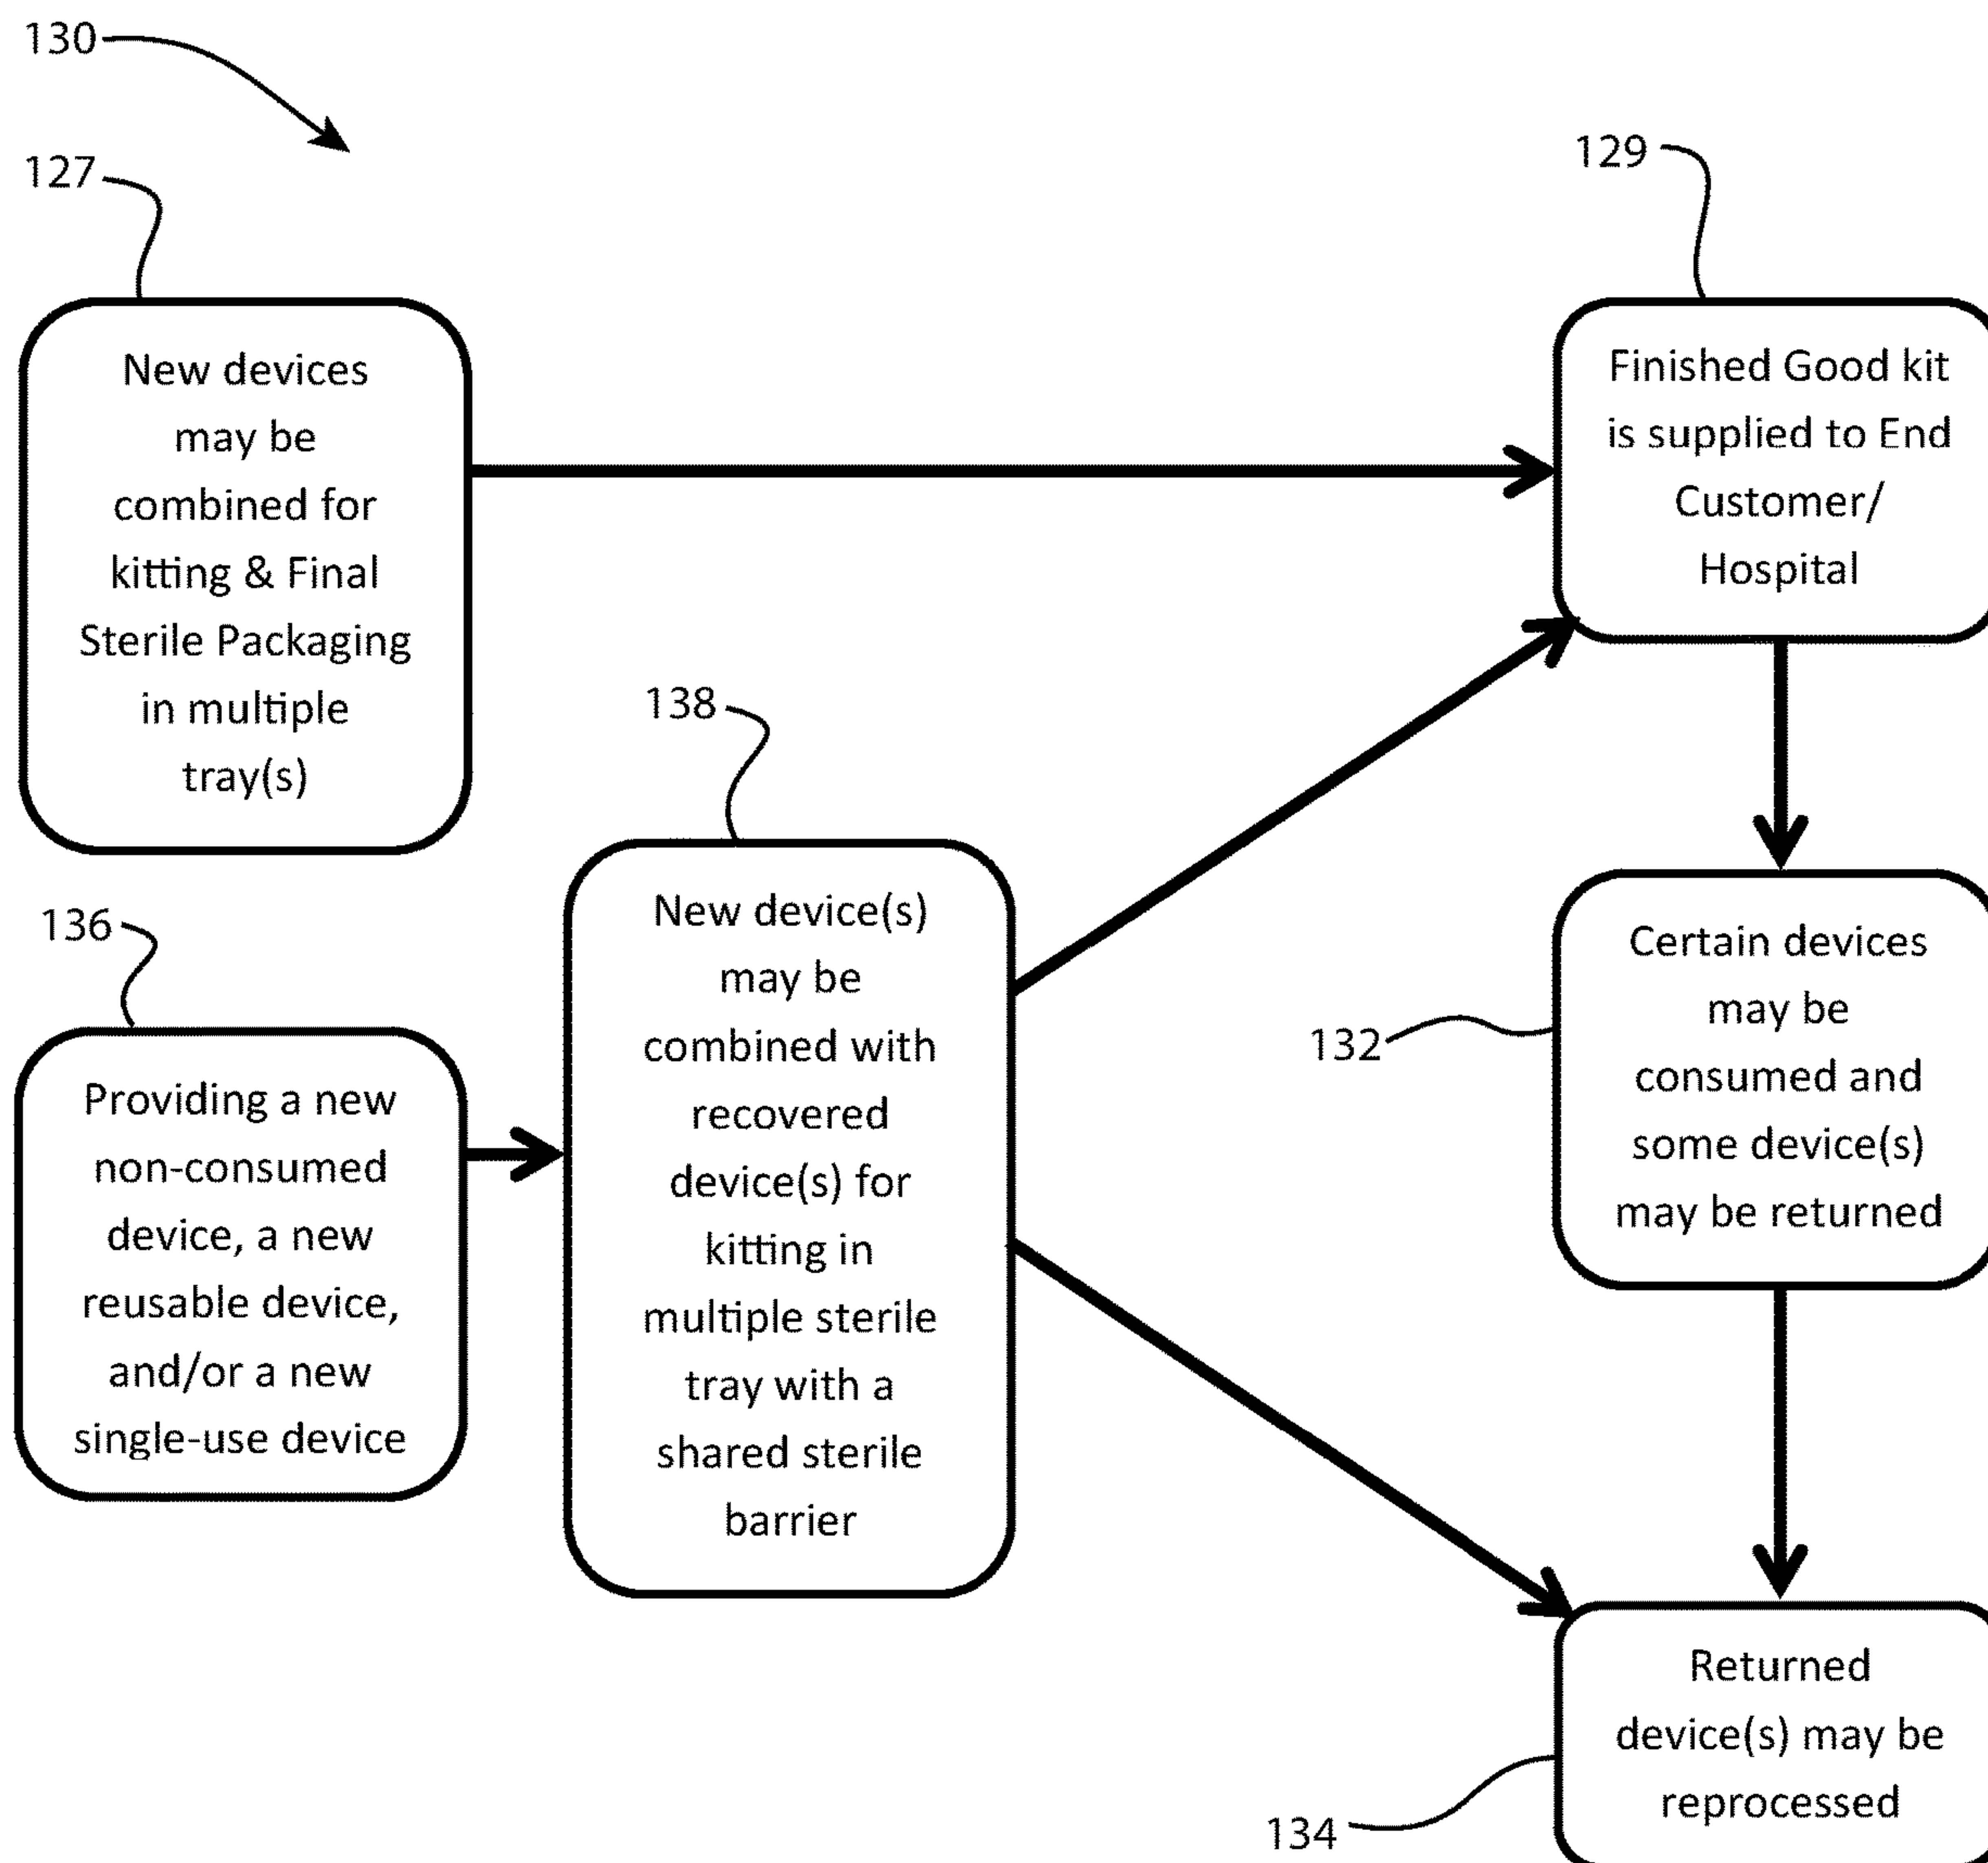 130
127
New devices
may be
combined for
kitting & Final
Sterile Packaging
in multiple
tray(s)
129
Finished Good kit
is supplied to End
Customer/
Hospital
138
New device(s)
may be
combined with
recovered
device(s) for
kitting in
multiple sterile
tray with a
shared sterile
barrier
136
Providing a new
non-consumed
device, a new
reusable device,
and/or a new
single-use device
132
Certain devices
may be
consumed and
some device(s)
may be returned
134
Returned
device(s) may be
reprocessed